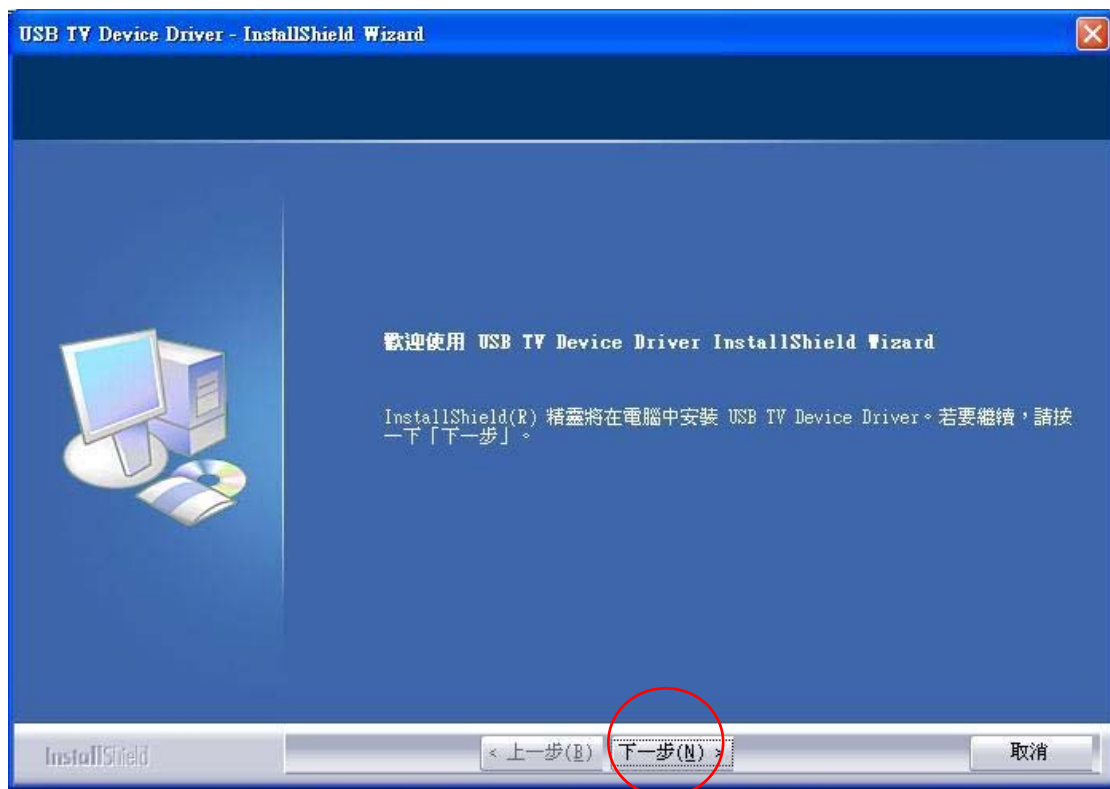 USB TV Device Driver - InstallShield Wizard
歡迎使用 USB TV Device Driver InstallShield Wizard
InstallShield(R) 精靈將在電腦中安裝 USB TV Device Driver。若要繼續，請按
一下「下一步」。
InstallShield
< 上一步(B)
下一步(N) >
取消